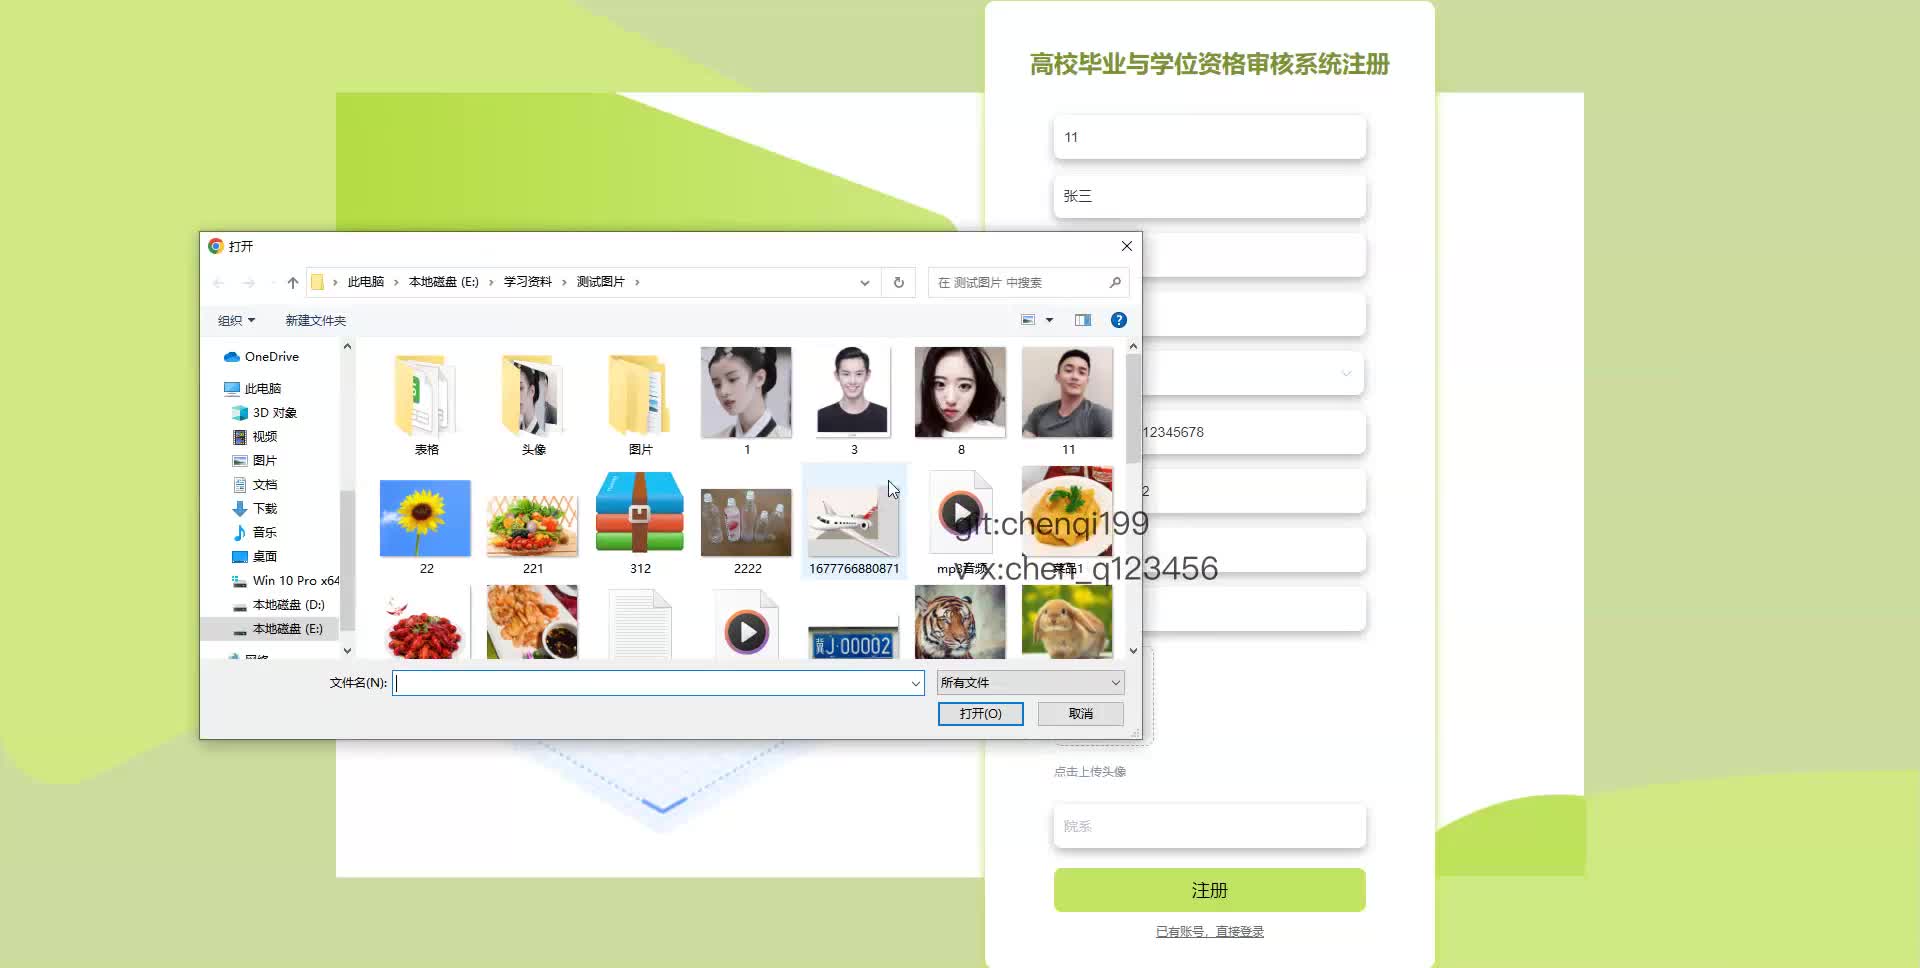 高校毕业与学位资格审核系统注册
11
张三
打开
此电脑 › 本地磁盘 (E:) › 学习资料 › 测试图片 ›
在 测试图片 中搜索
组织
新建文件夹
OneDrive
此电脑
3D 对象
视频
图片
文档
下载
音乐
桌面
Win 10 Pro x64
本地磁盘 (D:)
本地磁盘 (E:)
表格
头像
图片
1
3
8
11
22
221
312
2222
1677766880871
mp3音频
菜品1
冀J·00002
12345678
2
git:chenqi199
v x:chen_q123456
文件名(N):
所有文件
打开(O)
取消
点击上传头像
院系
注册
已有账号，直接登录